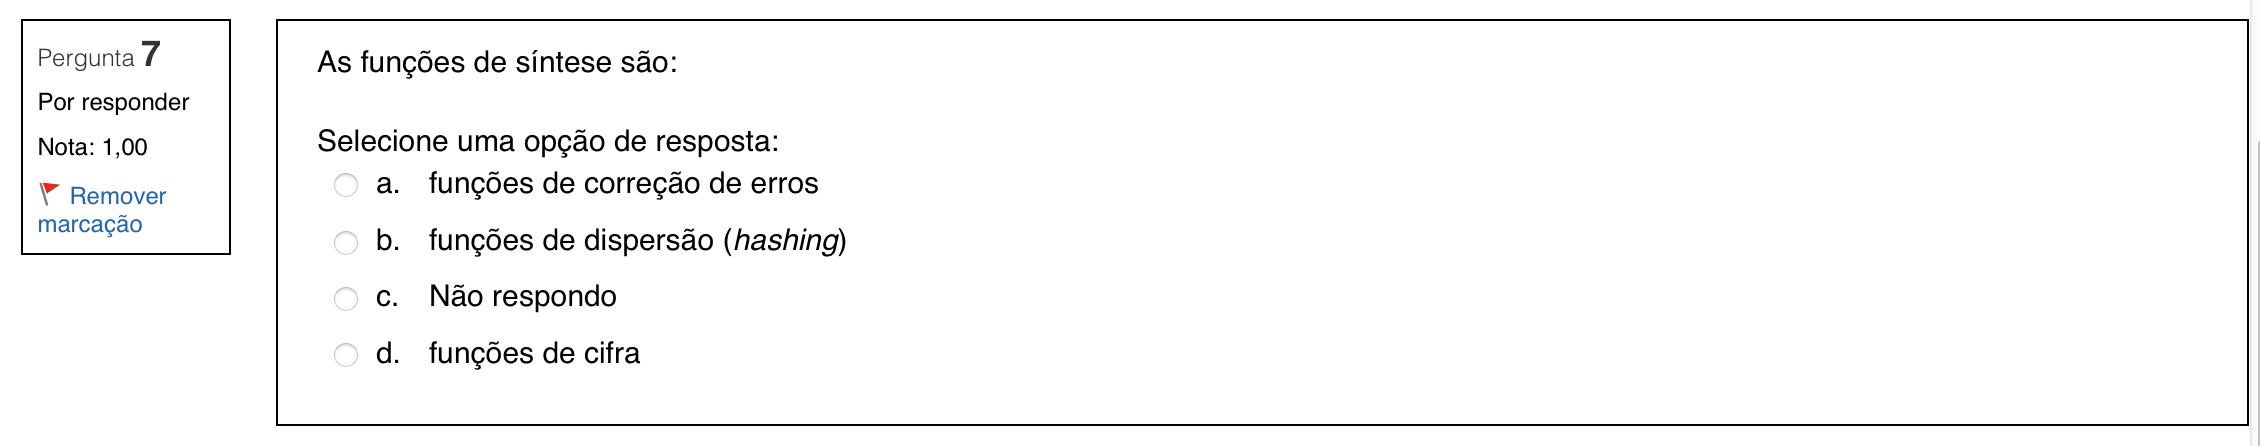 Pergunta 7
Por responder
Nota: 1,00
Remover
marcação
As funções de síntese são:
Selecione uma opção de resposta:
a. funções de correção de erros
b. funções de dispersão (hashing)
c. Não respondo
d. funções de cifra